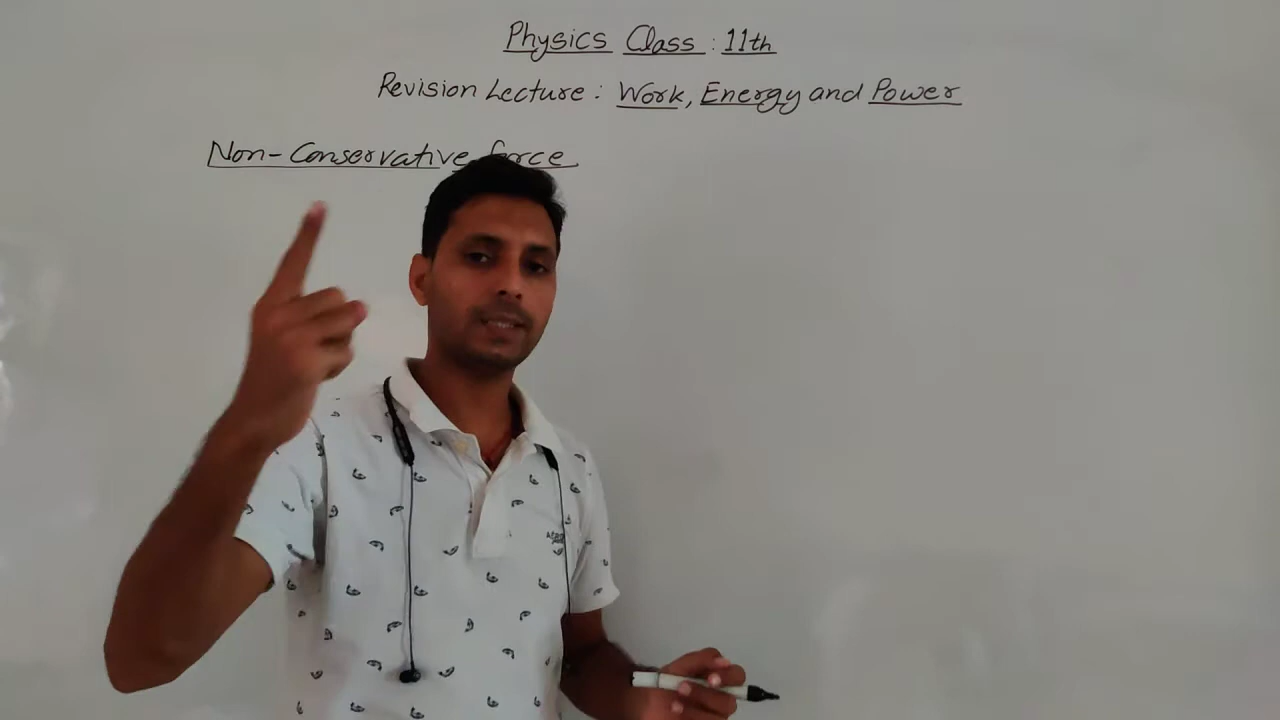 Physics Class : 11th
Revision Lecture : Work, Energy and Power
Non-Conservative force